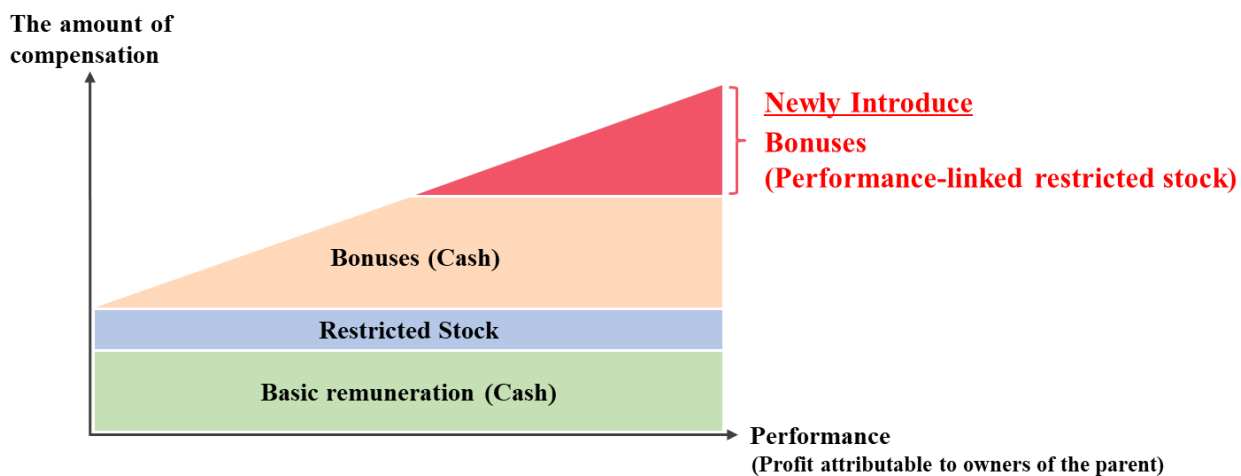 The amount of
compensation
Newly Introduce
Bonuses
(Performance-linked restricted stock)
Bonuses (Cash)
Restricted Stock
Basic remuneration (Cash)
Performance
(Profit attributable to owners of the parent)